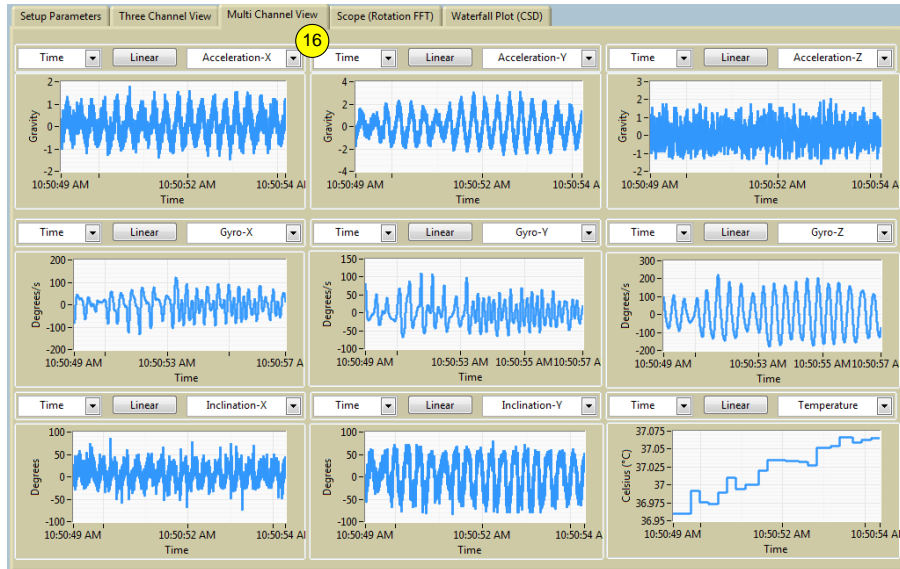 Setup Parameters Three Channel View Multi Channel View Scope (Rotation FFT) Waterfall Plot (CSD)
16
Time Linear Acceleration-X Time Linear Acceleration-Y Time Linear Acceleration-Z
Gravity
2
1
0
-1
-2
10:50:49 AM 10:50:52 AM 10:50:54 AM
Time
Gravity
4
2
0
-2
-4
10:50:49 AM 10:50:52 AM 10:50:54 A
Time
Gravity
3
2
1
0
-1
-2
10:50:49 AM 10:50:52 AM 10:50:54 A
Time
Time Linear Gyro-X Time Linear Gyro-Y Time Linear Gyro-Z
Degrees/s
200
100
0
-100
-200
10:50:49 AM 10:50:53 AM 10:50:57 A
Time
Degrees/s
150
100
50
0
-50
-100
10:50:49 AM 10:50:53 AM 10:50:55 AM 10:50:57 A
Time
Degrees/s
300
200
100
0
-100
-200
10:50:49 AM 10:50:53 AM 10:50:55 AM 10:50:57 A
Time
Time Linear Inclination-X Time Linear Inclination-Y Time Linear Temperature
Degrees
100
50
0
-50
-100
10:50:49 AM 10:50:52 AM 10:50:54 AM
Time
Degrees
100
50
0
-50
-100
10:50:49 AM 10:50:52 AM 10:50:54 A
Time
Celsius (°C)
37.075
37.05
37.025
37
36.975
36.95
10:50:49 AM 10:50:52 AM 10:50:54 A
Time